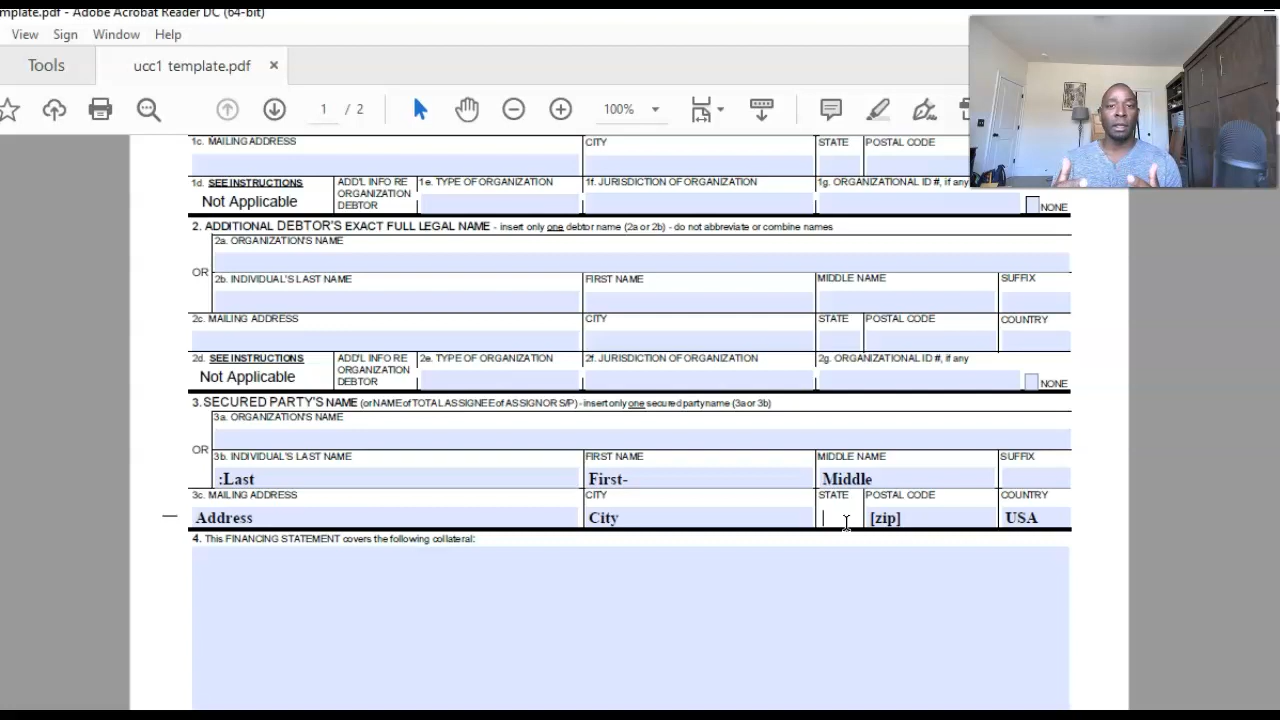 mplate.pdf - Adobe Acrobat Reader DC (64-bit)
View Sign Window Help
Tools ucc1 template.pdf ×
1 / 2 100%
1c. MAILING ADDRESS CITY STATE POSTAL CODE
1d. SEE INSTRUCTIONS ADD'L INFO RE 1e. TYPE OF ORGANIZATION 1f. JURISDICTION OF ORGANIZATION 1g. ORGANIZATIONAL ID #, if any
Not Applicable ORGANIZATION
DEBTOR NONE
2. ADDITIONAL DEBTOR'S EXACT FULL LEGAL NAME - insert only one debtor name (2a or 2b) - do not abbreviate or combine names
2a. ORGANIZATION'S NAME
OR
2b. INDIVIDUAL'S LAST NAME FIRST NAME MIDDLE NAME SUFFIX
2c. MAILING ADDRESS CITY STATE POSTAL CODE COUNTRY
2d. SEE INSTRUCTIONS ADD'L INFO RE 2e. TYPE OF ORGANIZATION 2f. JURISDICTION OF ORGANIZATION 2g. ORGANIZATIONAL ID #, if any
Not Applicable ORGANIZATION
DEBTOR NONE
3. SECURED PARTY'S NAME (or NAME of TOTAL ASSIGNEE of ASSIGNOR S/P) - insert only one secured party name (3a or 3b)
3a. ORGANIZATION'S NAME
OR
3b. INDIVIDUAL'S LAST NAME FIRST NAME MIDDLE NAME SUFFIX
:Last First- Middle
3c. MAILING ADDRESS CITY STATE POSTAL CODE COUNTRY
Address City [zip] USA
4. This FINANCING STATEMENT covers the following collateral: